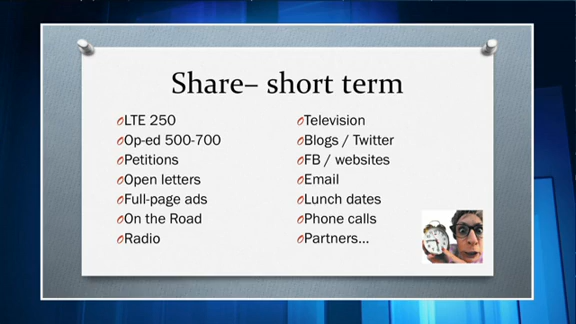 Share– short term
LTE 250
Op-ed 500-700
Petitions
Open letters
Full-page ads
On the Road
Radio
Television
Blogs / Twitter
FB / websites
Email
Lunch dates
Phone calls
Partners...